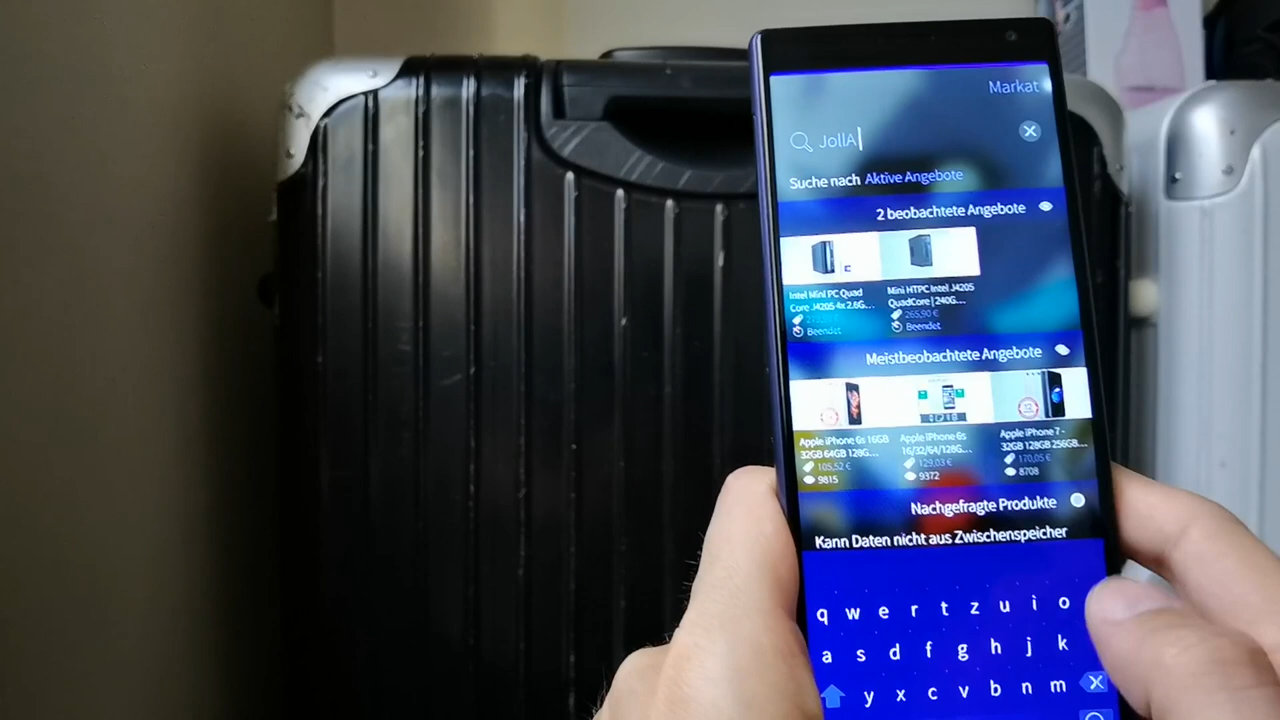 Markat
JollA
Suche nach Aktive Angebote
2 beobachtete Angebote
Intel Mini PC Quad
Core J4205 4x 2.6G...
Beendet
Mini HTPC Intel J4205
QuadCore | 240G...
265,90 €
Beendet
Meistbeobachtete Angebote
Apple iPhone 6s 16GB
32GB 64GB 128G...
105,52 €
9815
Apple iPhone 6s
16/32/64/128G...
129,03 €
9372
Apple iPhone 7 -
32GB 128GB 256GB...
170,05 €
8708
Nachgefragte Produkte
Kann Daten nicht aus Zwischenspeicher
q w e r t z u i o
a s d f g h j k
y x c v b n m